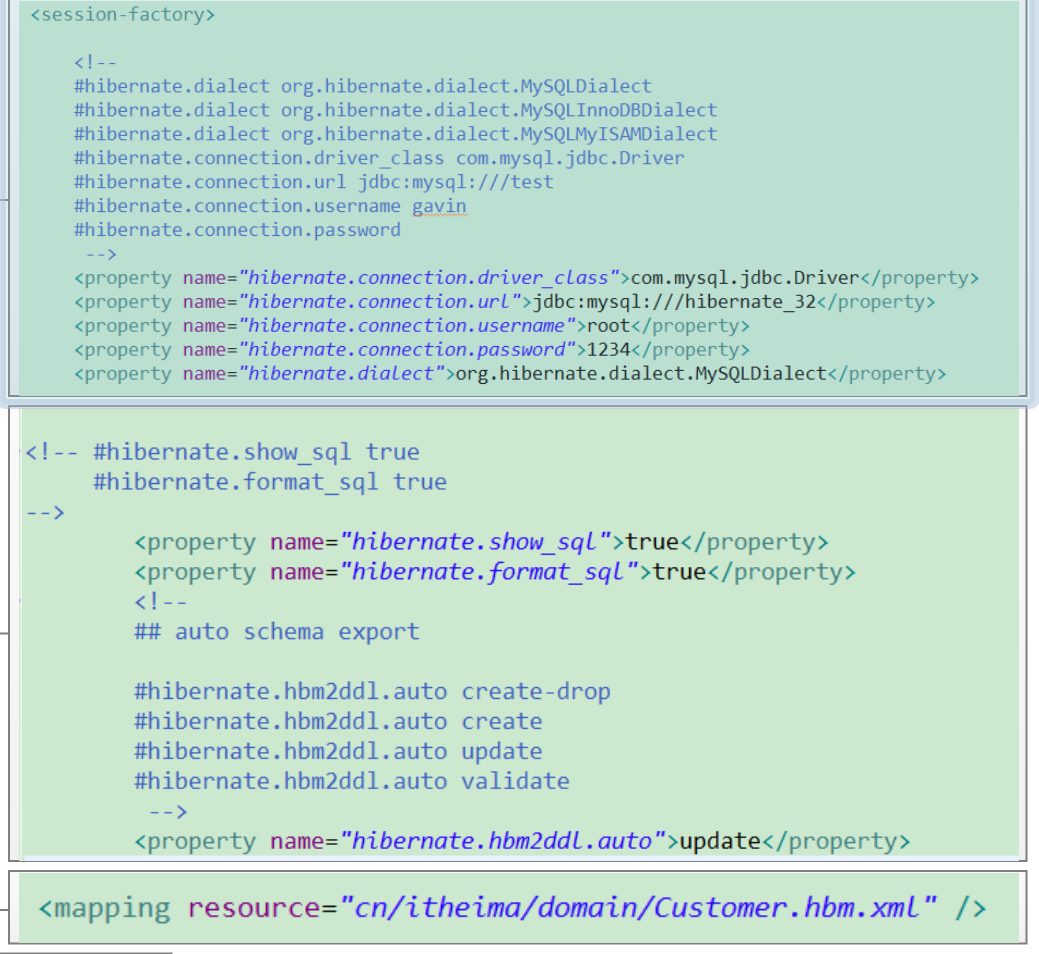 <session-factory>
<!--
#hibernate.dialect org.hibernate.dialect.MySQLDialect
#hibernate.dialect org.hibernate.dialect.MySQLInnoDBDialect
#hibernate.dialect org.hibernate.dialect.MySQLMyISAMDialect
#hibernate.connection.driver_class com.mysql.jdbc.Driver
#hibernate.connection.url jdbc:mysql:///test
#hibernate.connection.username gavin
#hibernate.connection.password
-->
<property name="hibernate.connection.driver_class">com.mysql.jdbc.Driver</property>
<property name="hibernate.connection.url">jdbc:mysql:///hibernate_32</property>
<property name="hibernate.connection.username">root</property>
<property name="hibernate.connection.password">1234</property>
<property name="hibernate.dialect">org.hibernate.dialect.MySQLDialect</property>
<!-- #hibernate.show_sql true
#hibernate.format_sql true
-->
<property name="hibernate.show_sql">true</property>
<property name="hibernate.format_sql">true</property>
<!--
## auto schema export
#hibernate.hbm2ddl.auto create-drop
#hibernate.hbm2ddl.auto create
#hibernate.hbm2ddl.auto update
#hibernate.hbm2ddl.auto validate
-->
<property name="hibernate.hbm2ddl.auto">update</property>
<mapping resource="cn/itheima/domain/Customer.hbm.xml" />